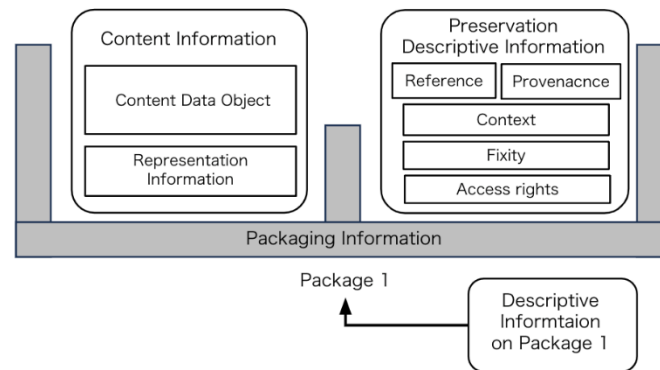 Content Information
Content Data Object
Representation
Information
Preservation
Descriptive Information
Reference
Provenacnce
Context
Fixity
Access rights
Packaging Information
Package 1
Descriptive
Informtaion
on Package 1